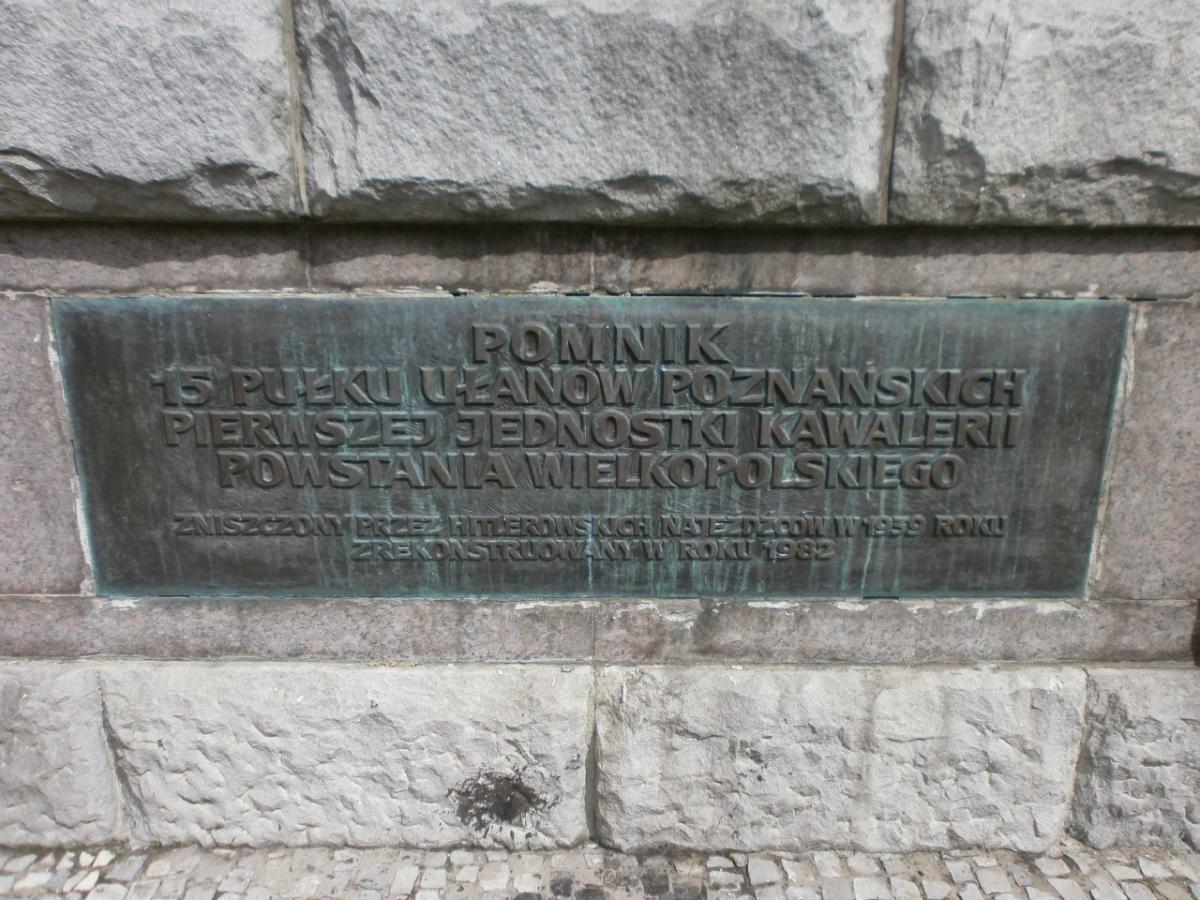 POMNIK
15 PUŁKU UŁANÓW POZNAŃSKICH
PIERWSZEJ JEDNOSTKI KAWALERII
POWSTANIA WIELKOPOLSKIEGO
ZNISZCZONY PRZEZ HITLEROWSKICH NAJEŹDŹCÓW W 1939 ROKU
ZREKONSTRUOWANY W ROKU 1982